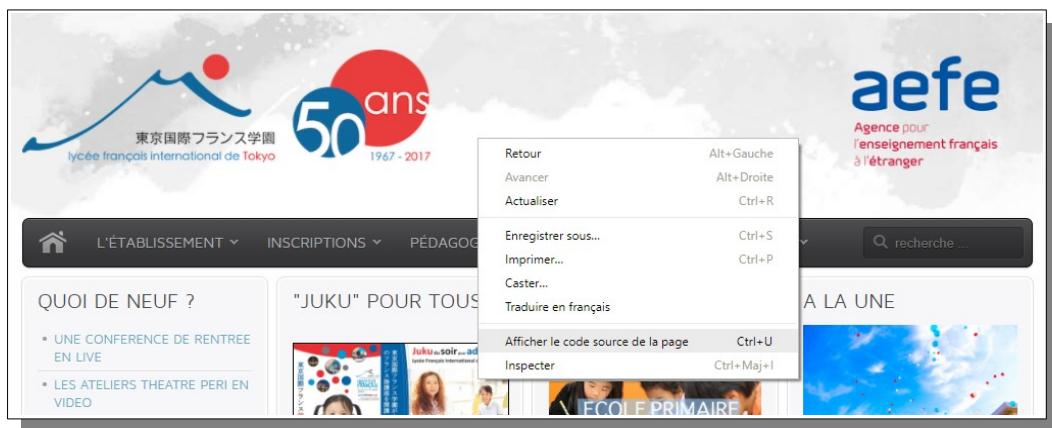 東京国際フランス学園
lycée français international de Tokyo
50 ans
1967 - 2017
aefe
Agence pour
l'enseignement français
à l'étranger
Retour Alt+Gauche
Avancer Alt+Droite
Actualiser Ctrl+R
Enregistrer sous... Ctrl+S
Imprimer... Ctrl+P
Caster...
Traduire en français
Afficher le code source de la page Ctrl+U
Inspecter Ctrl+Maj+I
L'ÉTABLISSEMENT INSCRIPTIONS PÉDAGOG
recherche ...
QUOI DE NEUF ?
UNE CONFERENCE DE RENTREE
EN LIVE
LES ATELIERS THEATRE PERI EN
VIDEO
"JUKU" POUR TOUS
Juku du soir
ECOLE PRIMAIRE
A LA UNE